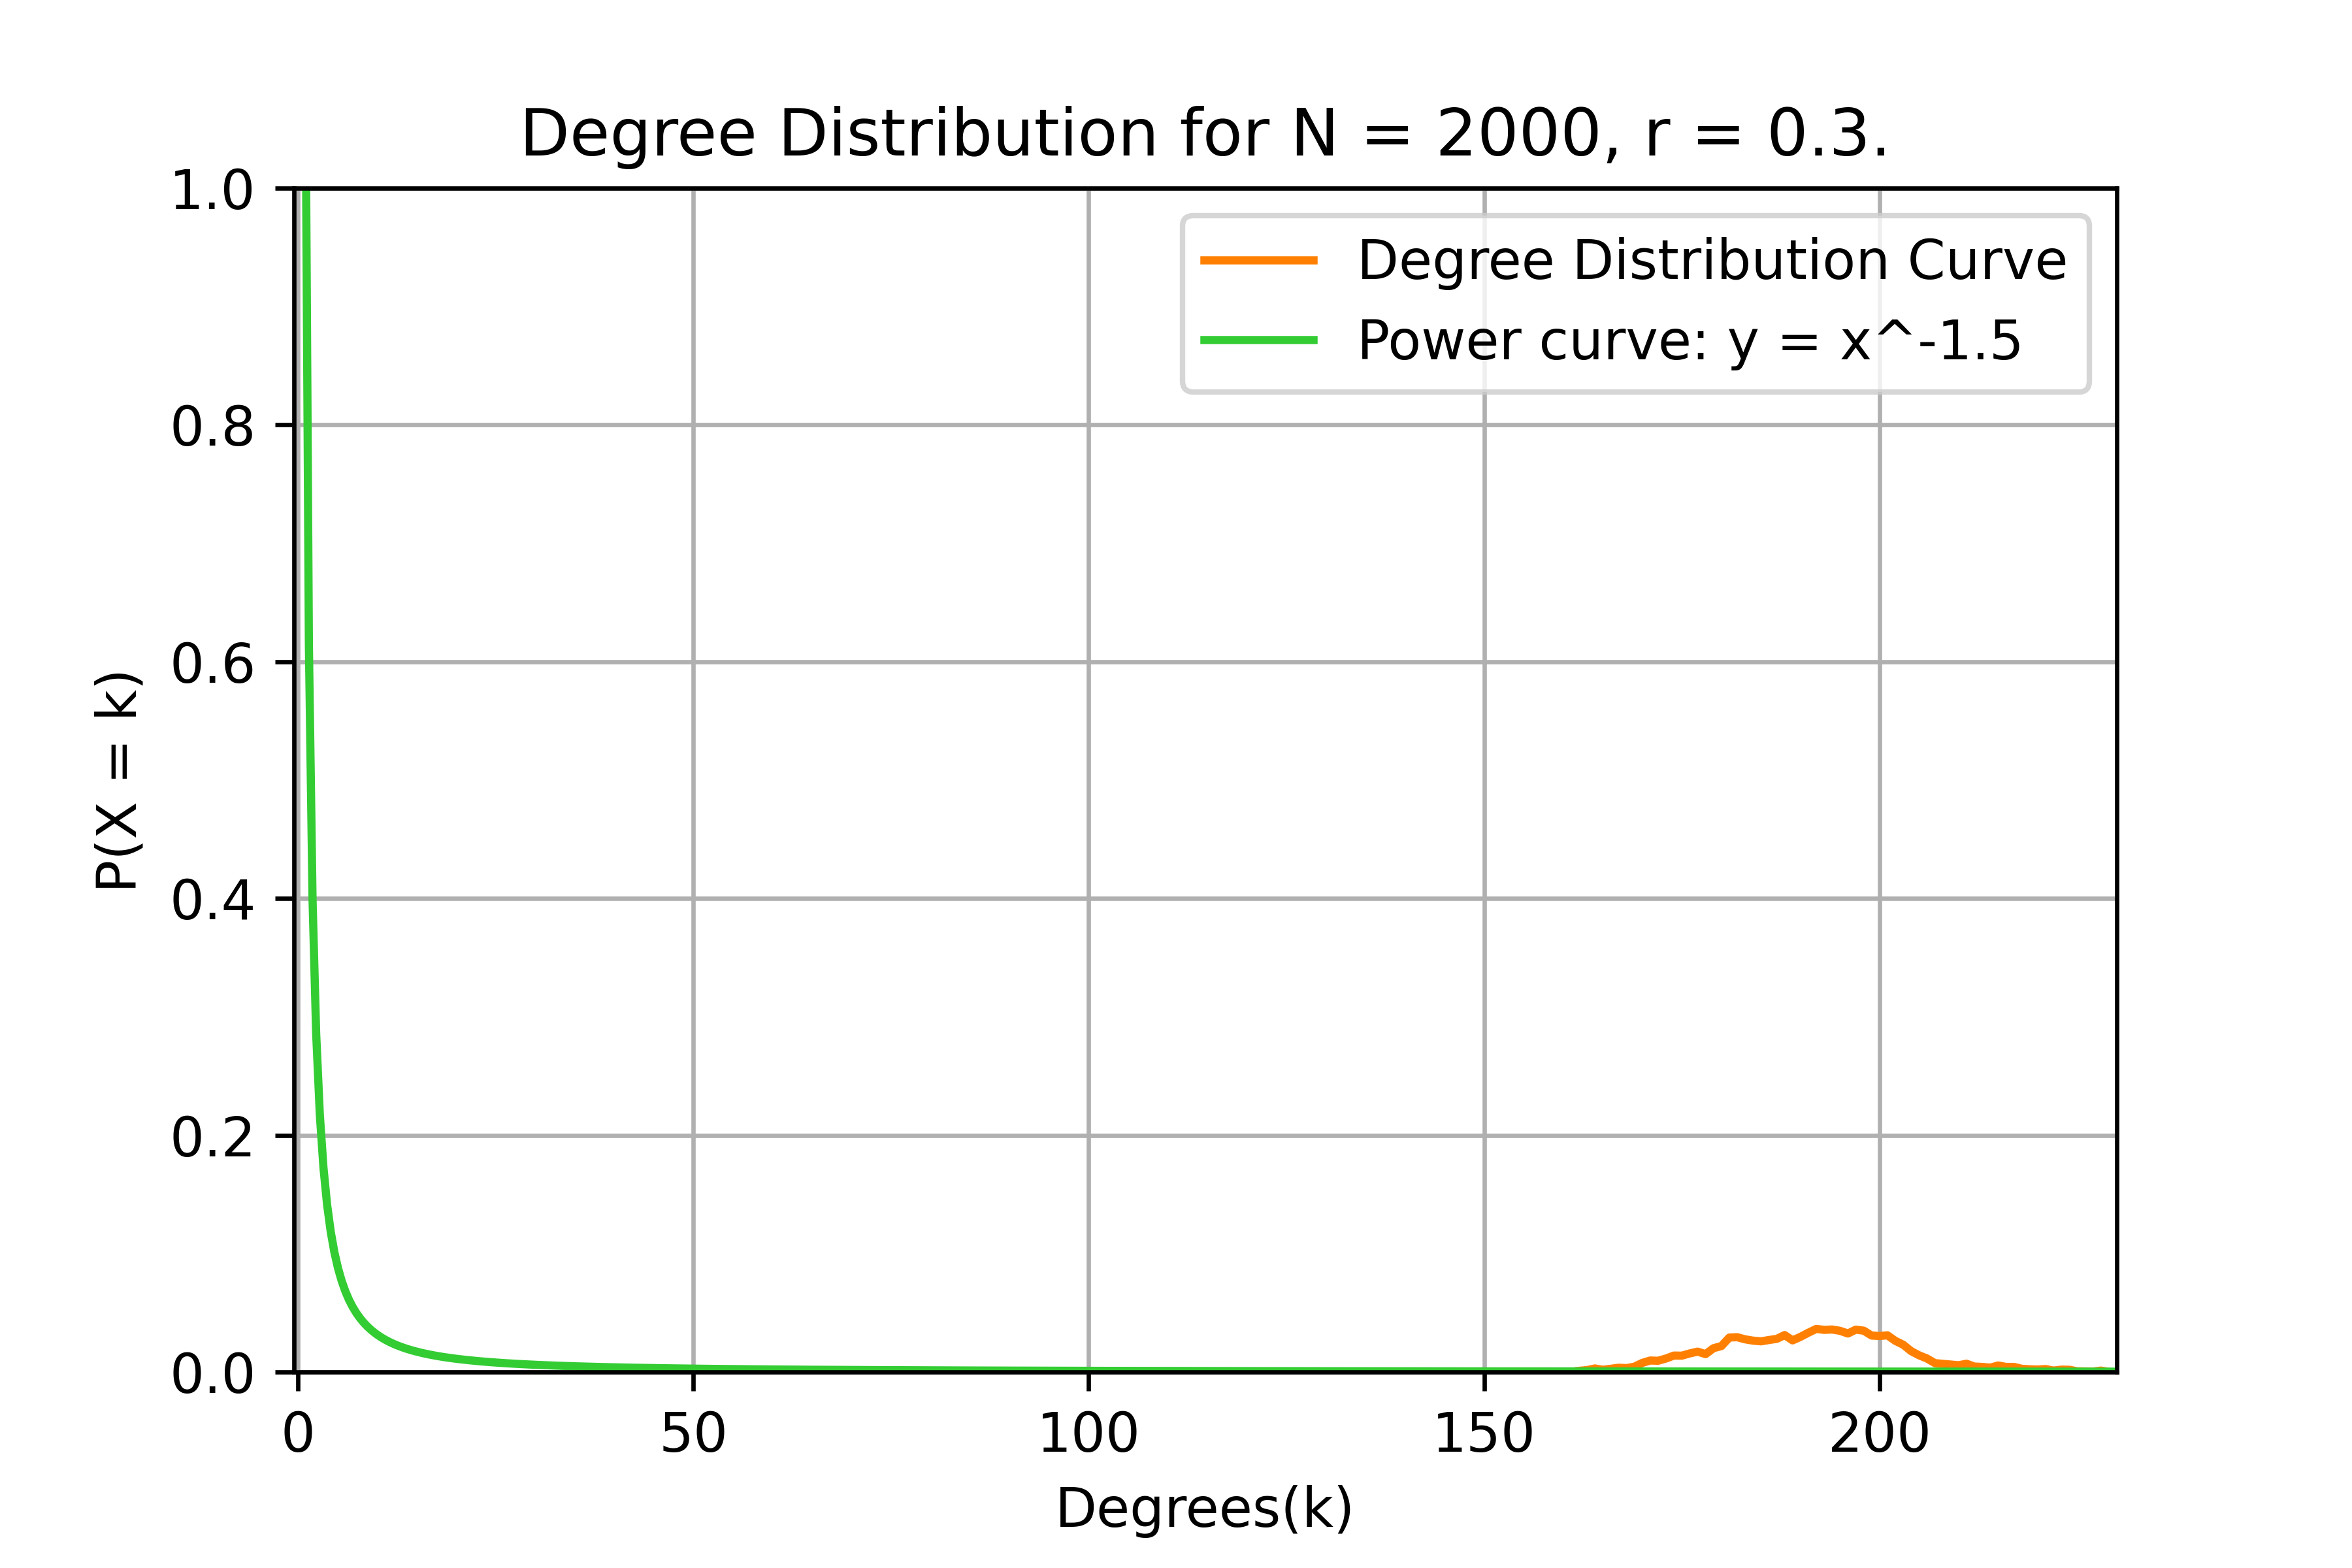 Degree Distribution for N = 2000, r = 0.3.
1.0
0.8
0.6
0.4
0.2
0.0
P(X = k)
Degree Distribution Curve
Power curve: y = x^-1.5
0 50 100 150 200
Degrees(k)